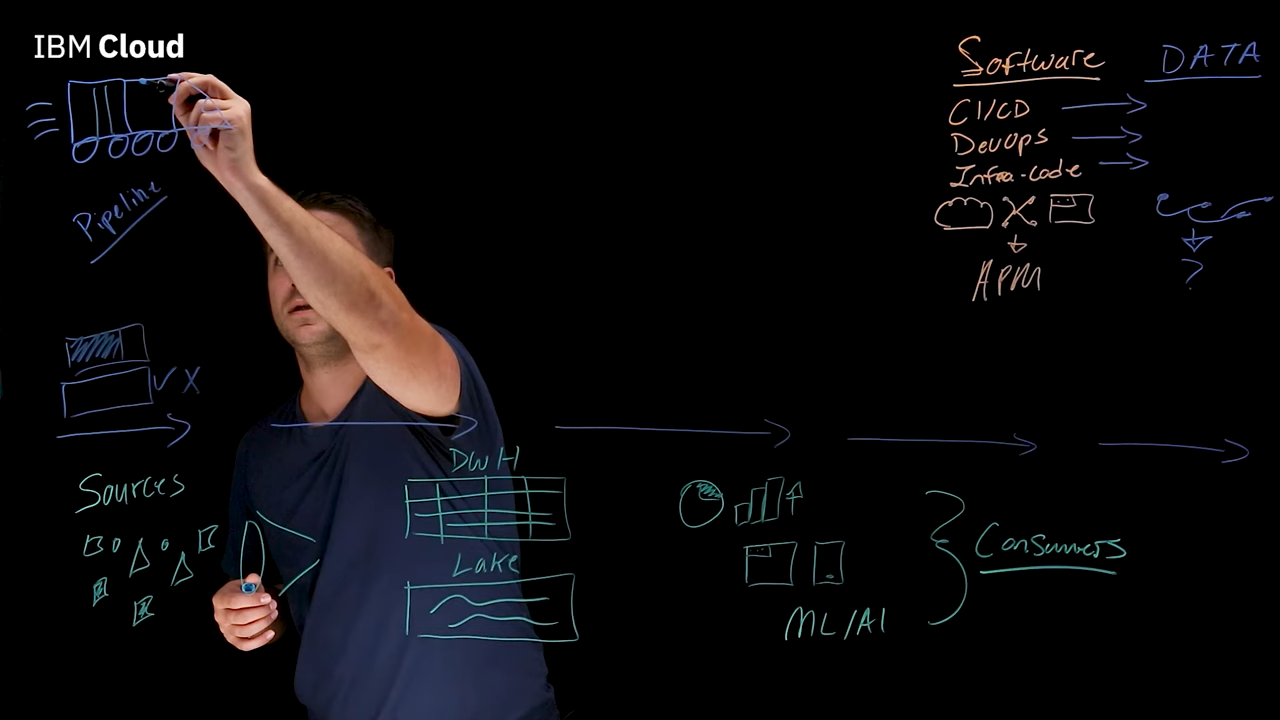 IBM Cloud
Software
DATA
CI/CD
DevOps
Infra-code
APM
?
Pipeline
✓ X
Sources
DWH
Lake
ML/AI
Consumers